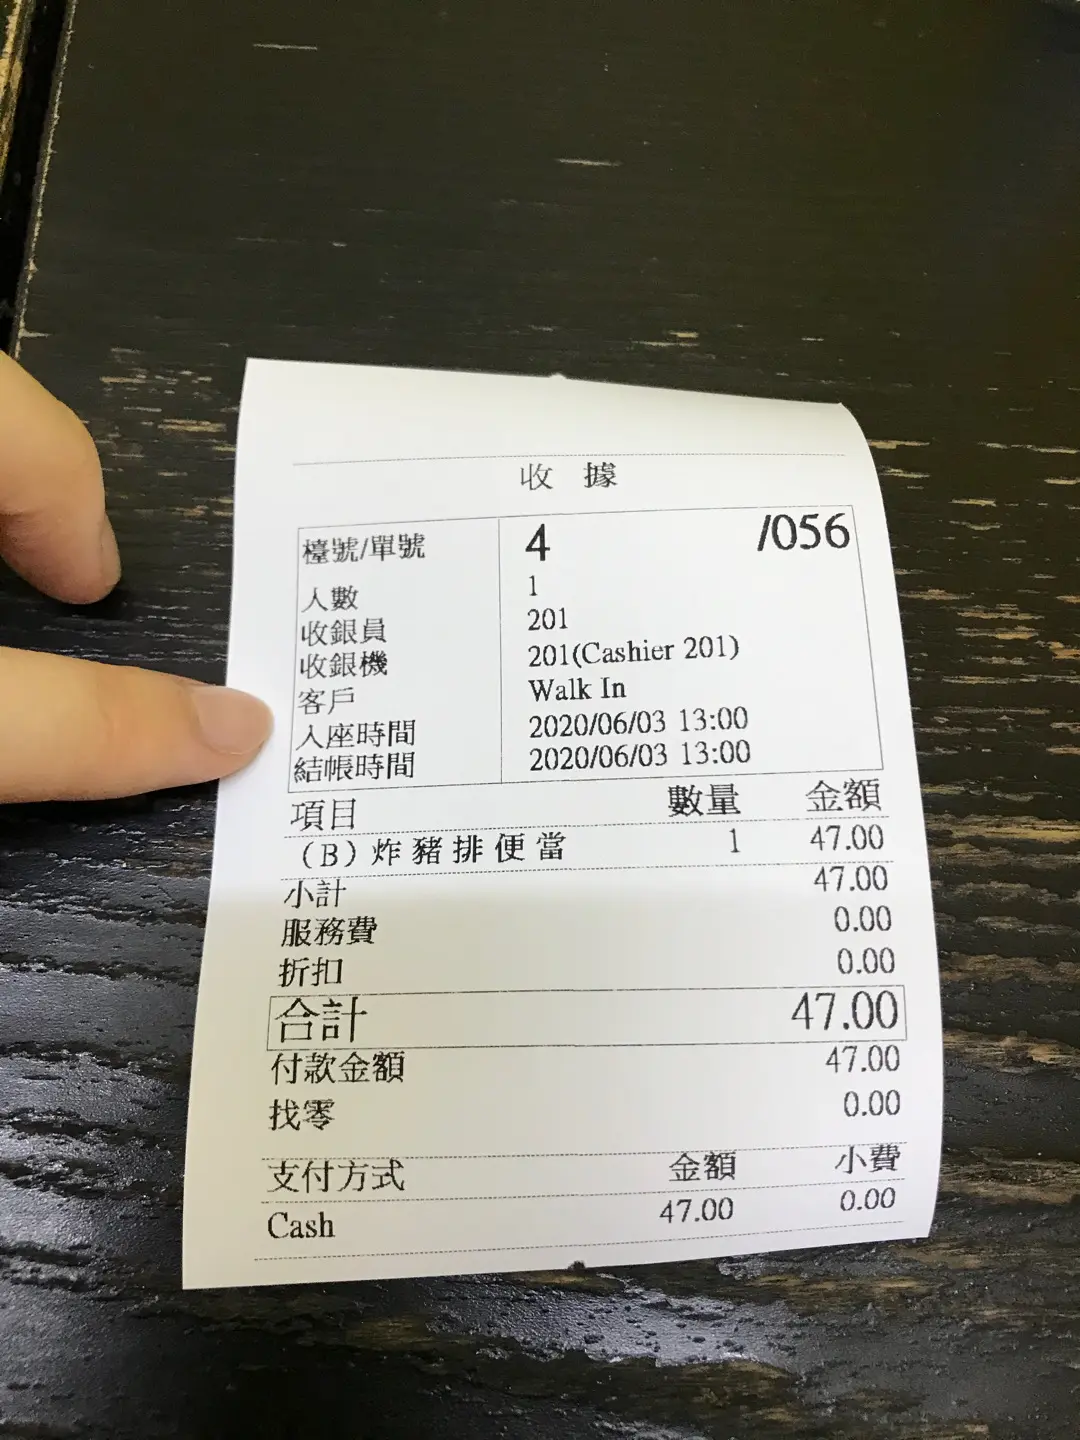 收 據
檯號/單號 4 /056
人數 1
收銀員 201
收銀機 201(Cashier 201)
客戶 Walk In
入座時間 2020/06/03 13:00
結帳時間 2020/06/03 13:00
項目 數量 金額
（B）炸豬排便當 1 47.00
小計 47.00
服務費 0.00
折扣 0.00
合計 47.00
付款金額 47.00
找零 0.00
支付方式 金額 小費
Cash 47.00 0.00